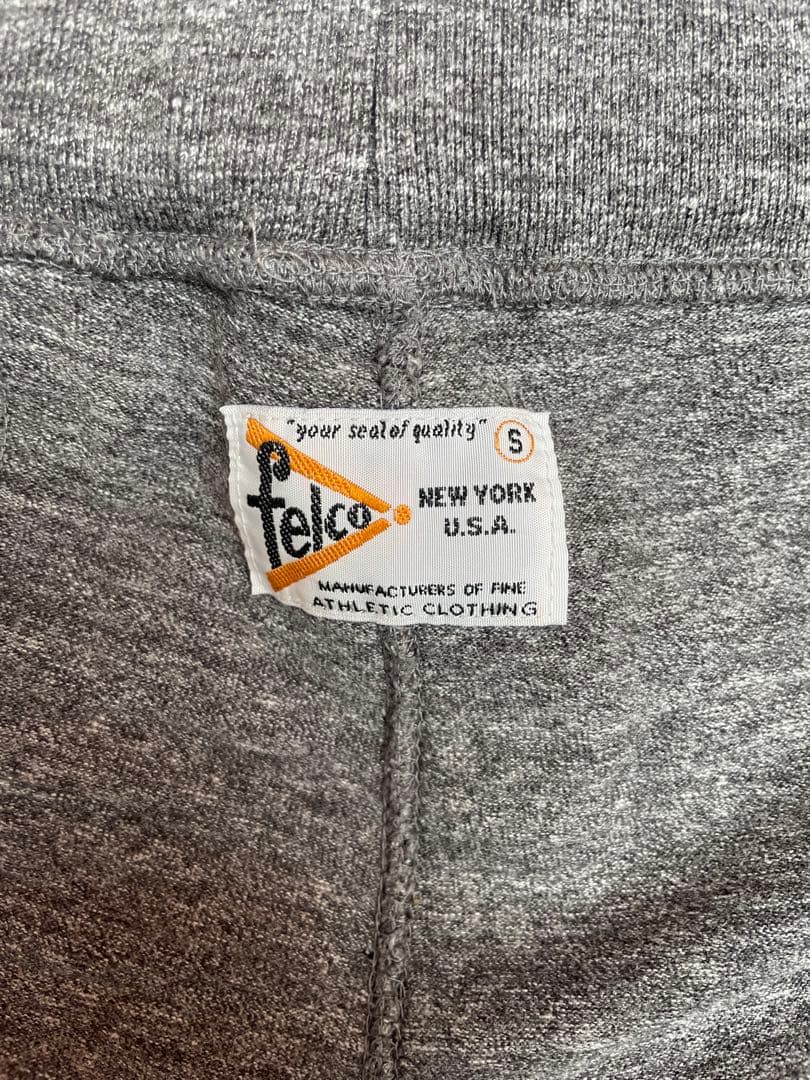 "your seal of quality" S
felco
NEW YORK
U.S.A.
MANUFACTURERS OF FINE
ATHLETIC CLOTHING